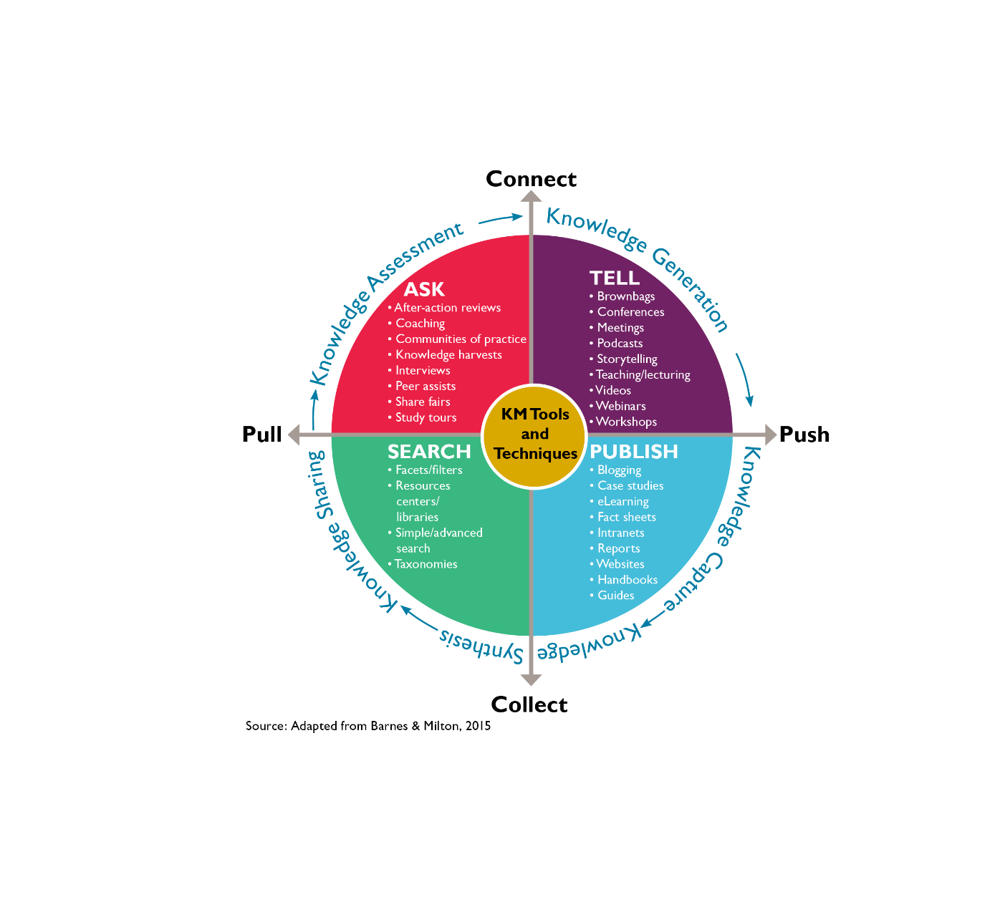 Connect
Knowledge Assessment
Knowledge Generation
ASK
• After-action reviews
• Coaching
• Communities of practice
• Knowledge harvests
• Interviews
• Peer assists
• Share fairs
• Study tours
TELL
• Brownbags
• Conferences
• Meetings
• Podcasts
• Storytelling
• Teaching/lecturing
• Videos
• Webinars
• Workshops
Pull
KM Tools
and
Techniques
Push
SEARCH
• Facets/filters
• Resources
centers/
libraries
• Simple/advanced
search
• Taxonomies
PUBLISH
• Blogging
• Case studies
• eLearning
• Fact sheets
• Intranets
• Reports
• Websites
• Handbooks
• Guides
Knowledge Capture
Knowledge Synthesis
Knowledge Sharing
Collect
Source: Adapted from Barnes & Milton, 2015